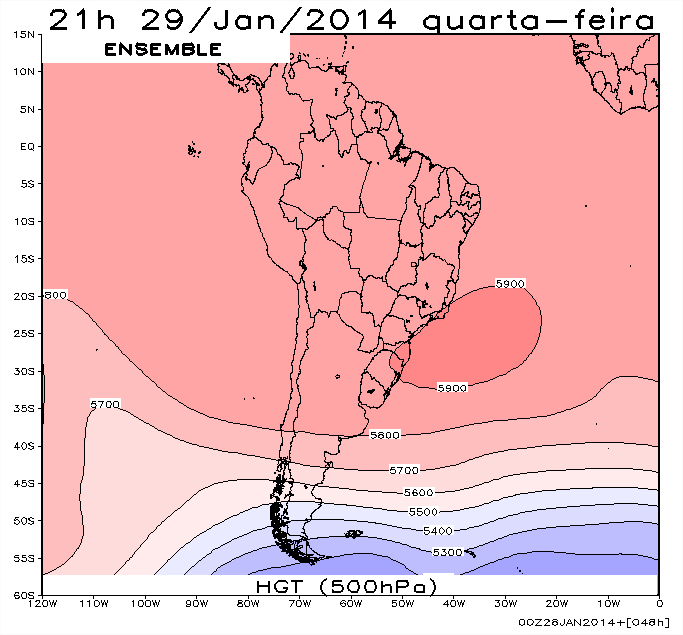 21h 29/Jan/2014 quarta-feira
15N
ENSEMBLE
10N
5N
EQ
5S
10S
15S
5900
20S
800
25S
30S
5900
35S
5700
5800
40S
5700
45S
5600
5500
50S
5400
5300
55S
HGT (500hPa)
60S
120W 110W 100W 90W 80W 70W 60W 50W 40W 30W 20W 10W 0
00Z28JAN2014+[048h]